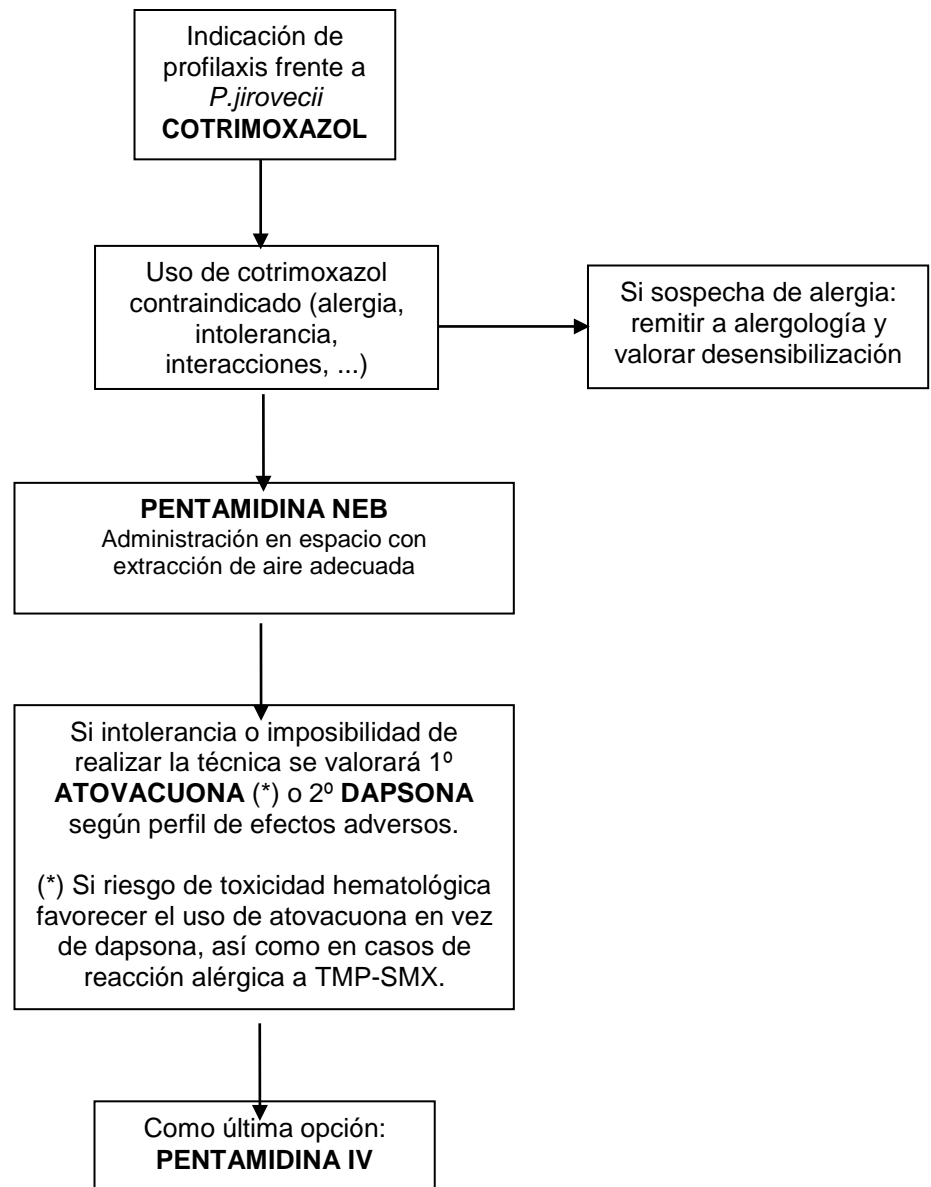 Indicación de
profilaxis frente a
P.jirovecii
COTRIMOXAZOL
Uso de cotrimoxazol
contraindicado (alergia,
intolerancia,
interacciones, ...)
Si sospecha de alergia:
remitir a alergología y
valorar desensibilización
PENTAMIDINA NEB
Administración en espacio con
extracción de aire adecuada
Si intolerancia o imposibilidad de
realizar la técnica se valorará 1º
ATOVACUONA (*) o 2º DAPSONA
según perfil de efectos adversos.
(*) Si riesgo de toxicidad hematológica
favorecer el uso de atovacuona en vez
de dapsona, así como en casos de
reacción alérgica a TMP-SMX.
Como última opción:
PENTAMIDINA IV